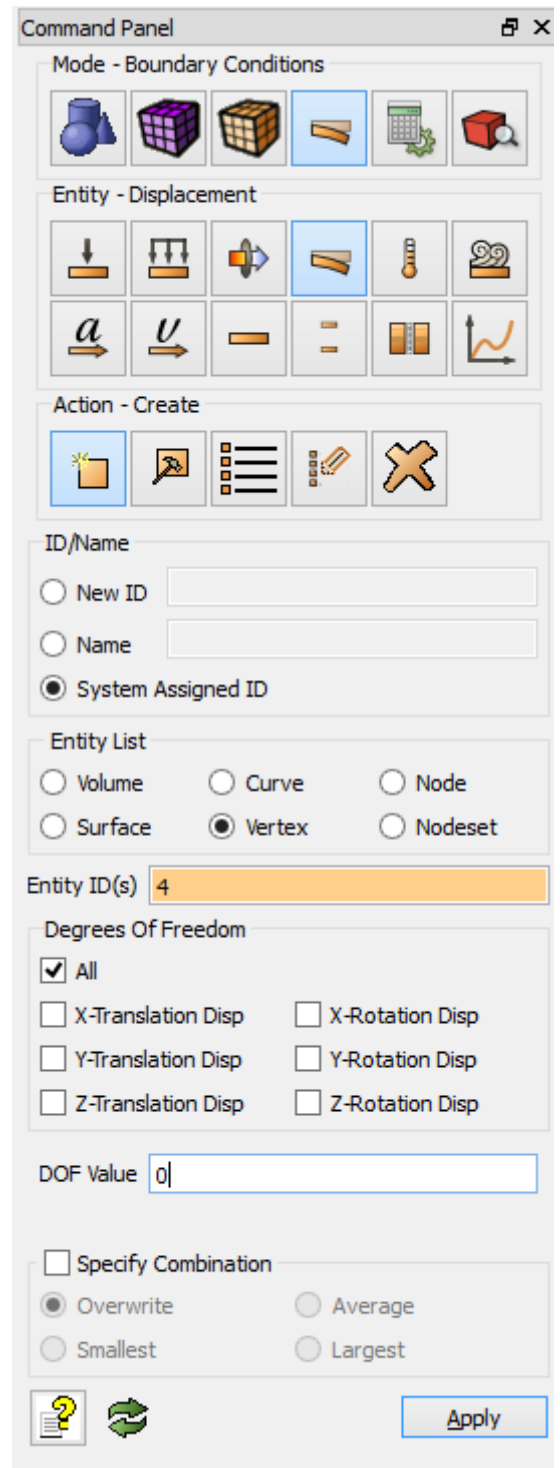 Command Panel
Mode - Boundary Conditions
Entity - Displacement
a v
Action - Create
ID/Name
New ID
Name
System Assigned ID
Entity List
Volume Curve Node
Surface Vertex Nodeset
Entity ID(s) 4
Degrees Of Freedom
All
X-Translation Disp X-Rotation Disp
Y-Translation Disp Y-Rotation Disp
Z-Translation Disp Z-Rotation Disp
DOF Value 0
Specify Combination
Overwrite Average
Smallest Largest
Apply